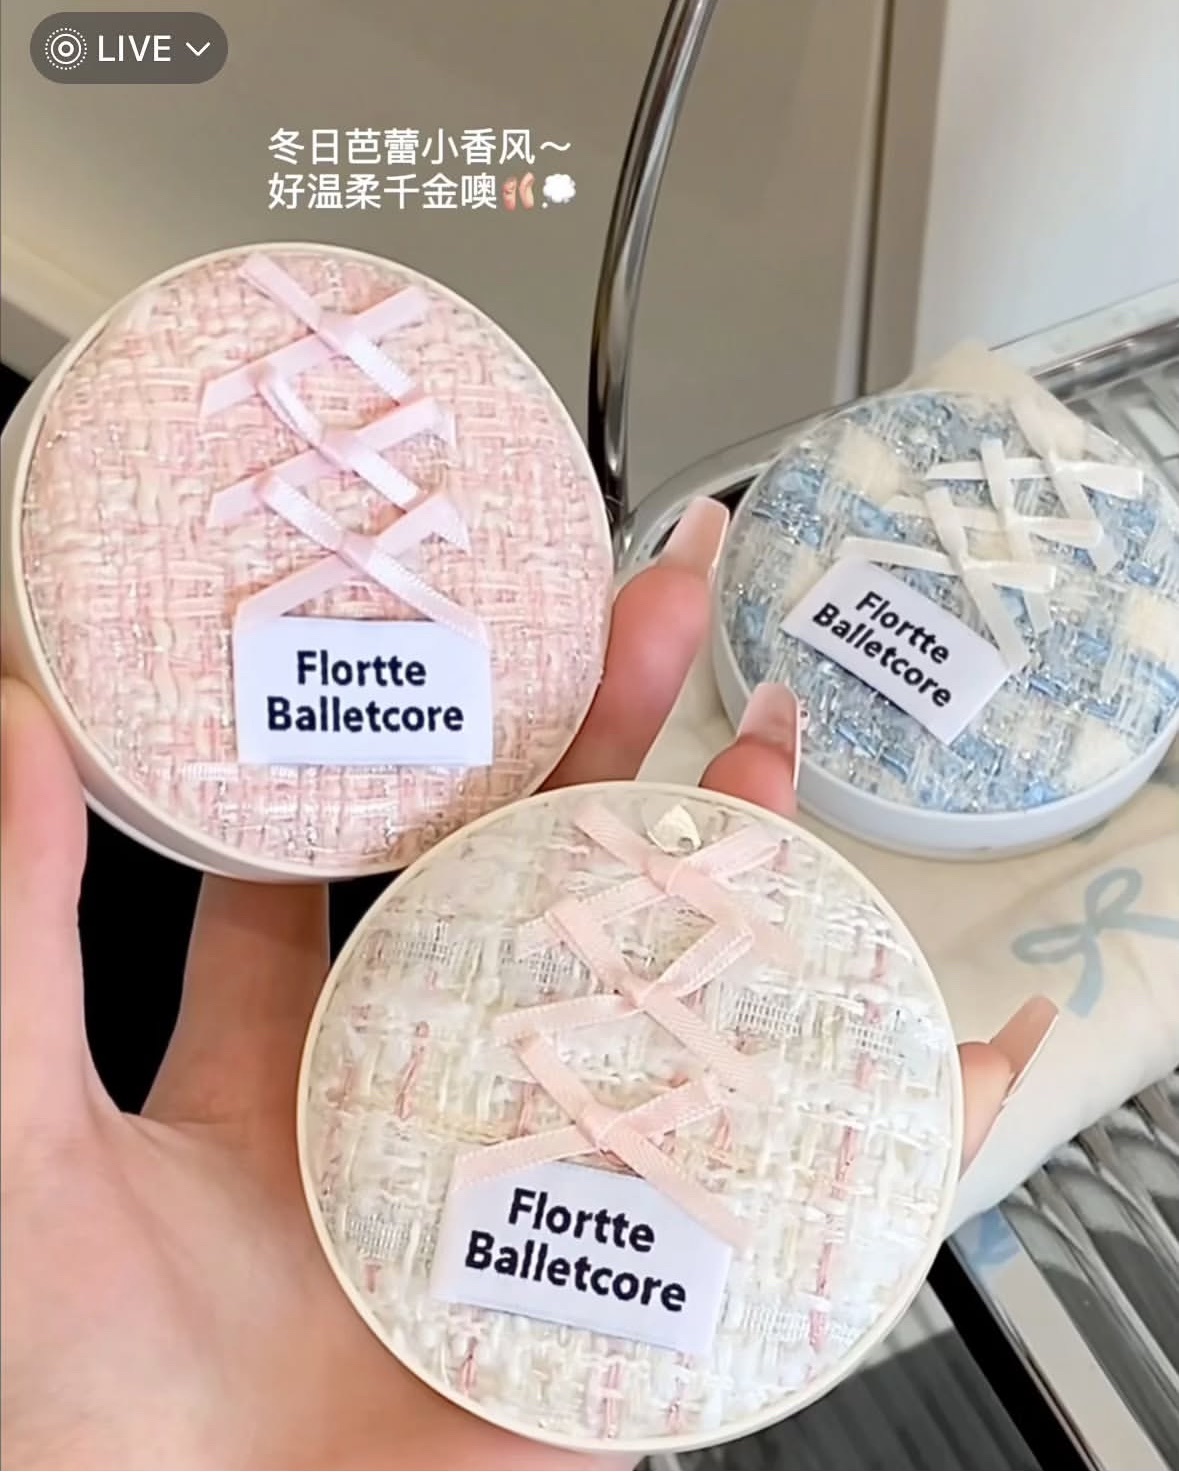 LIVE
冬日芭蕾小香风～
好温柔千金噢🩰💭
Flortte
Balletcore
Flortte
Balletcore
Flortte
Balletcore